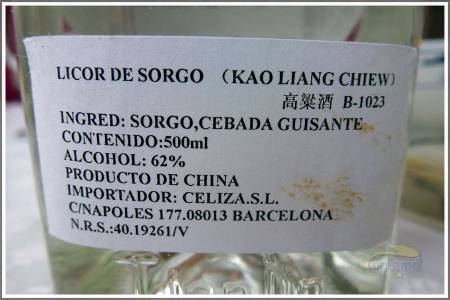 LICOR DE SORGO （KAO LIANG CHIEW）
高粱酒 B-1023
INGRED: SORGO,CEBADA GUISANTE
CONTENIDO:500ml
ALCOHOL: 62%
PRODUCTO DE CHINA
IMPORTADOR: CELIZA.S.L.
C/NAPOLES 177.08013 BARCELONA
N.R.S.:40.19261/V